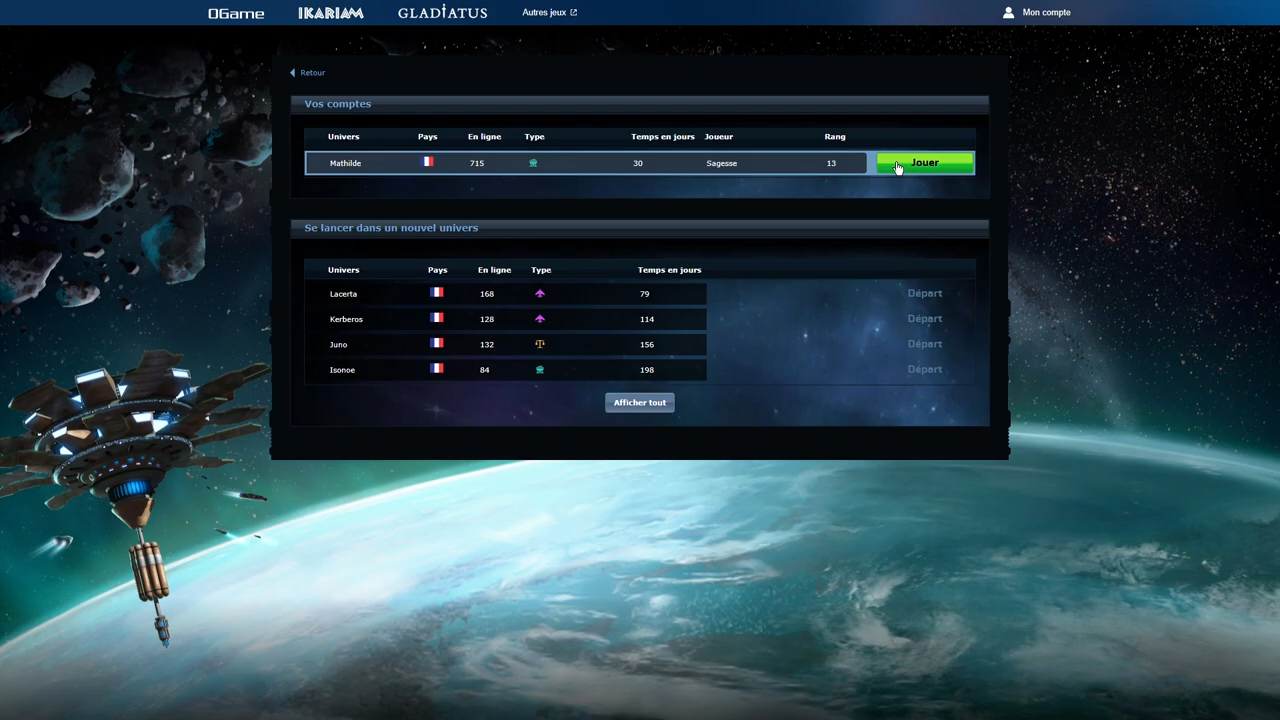 OGame IKARIAM GLADIATUS Autres jeux Mon compte
Retour
Vos comptes
Univers Pays En ligne Type Temps en jours Joueur Rang
Mathilde 715 30 Sagesse 13 Jouer
Se lancer dans un nouvel univers
Univers Pays En ligne Type Temps en jours
Lacerta 168 79 Départ
Kerberos 128 114 Départ
Juno 132 156 Départ
Isonoe 84 198 Départ
Afficher tout